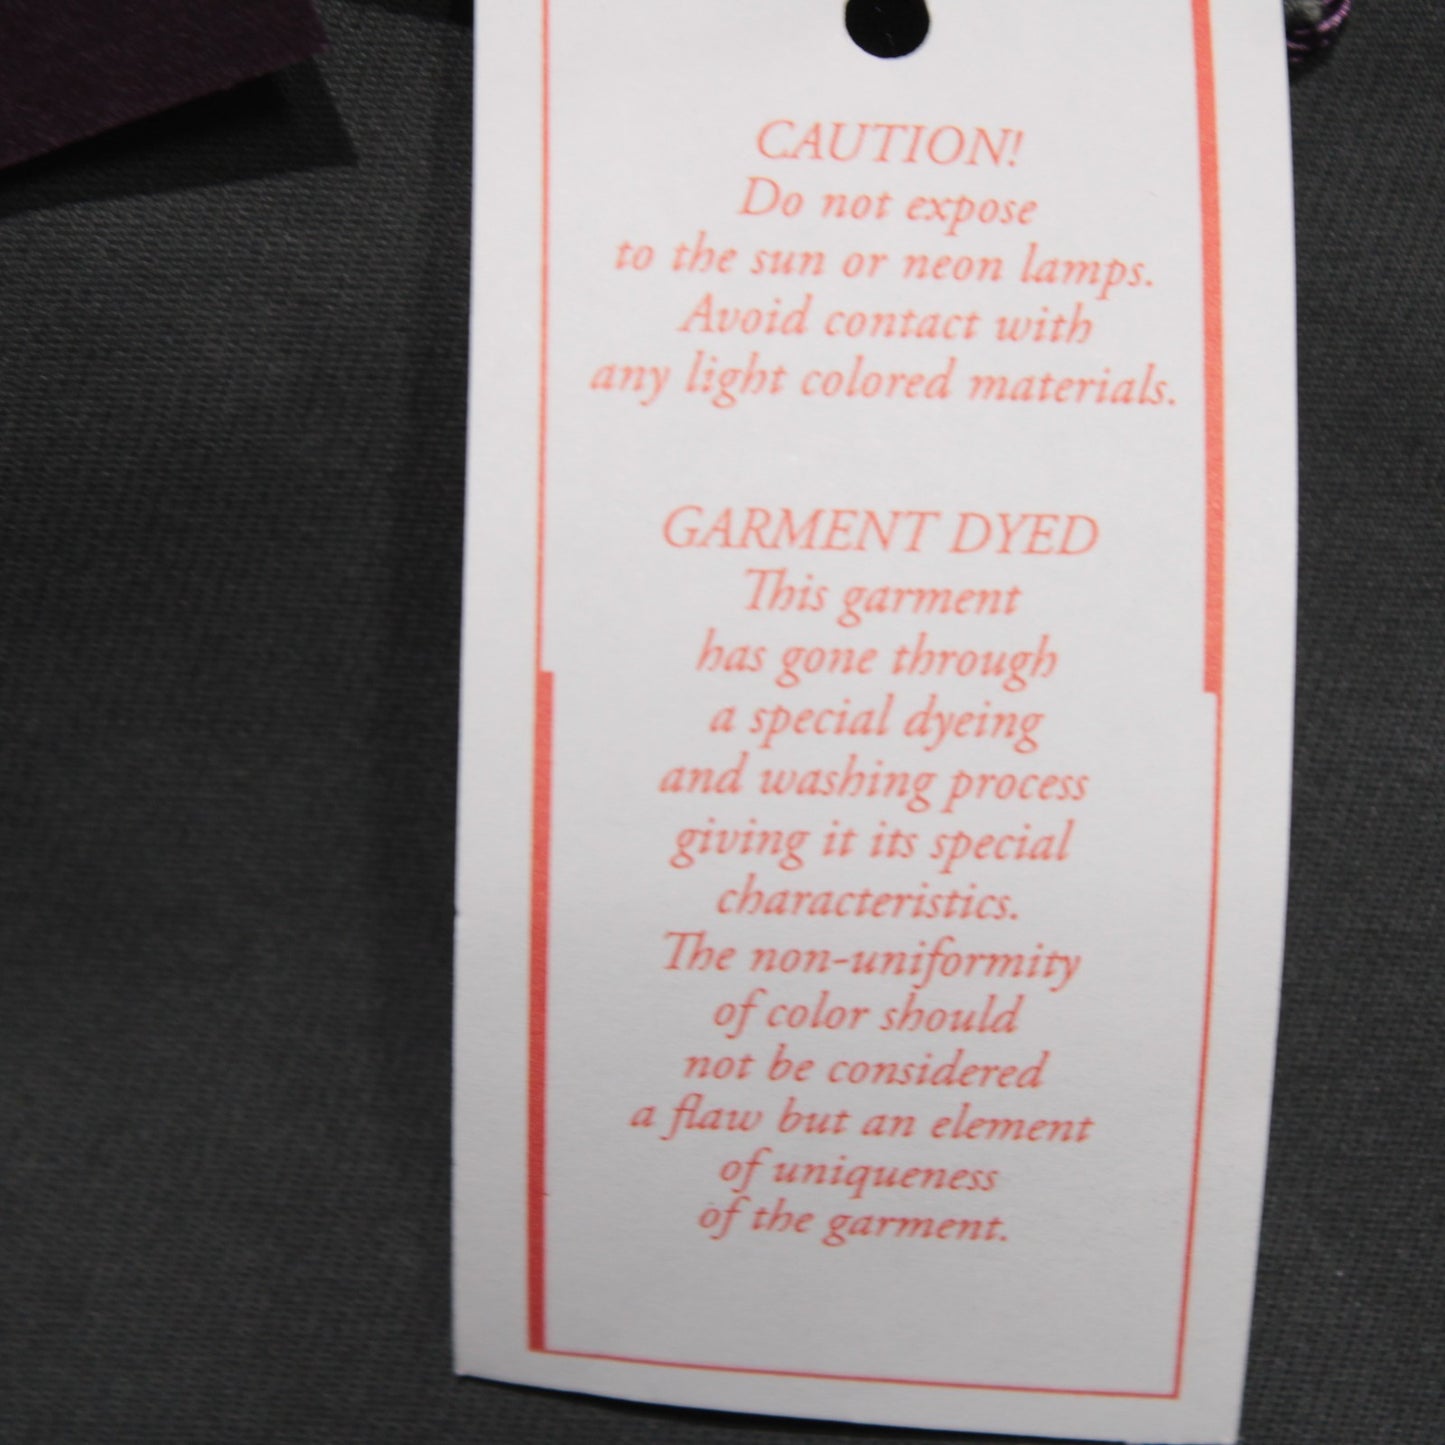 CAUTION!
Do not expose
to the sun or neon lamps.
Avoid contact with
any light colored materials.
GARMENT DYED
This garment
has gone through
a special dyeing
and washing process
giving it its special
characteristics.
The non-uniformity
of color should
not be considered
a flaw but an element
of uniqueness
of the garment.